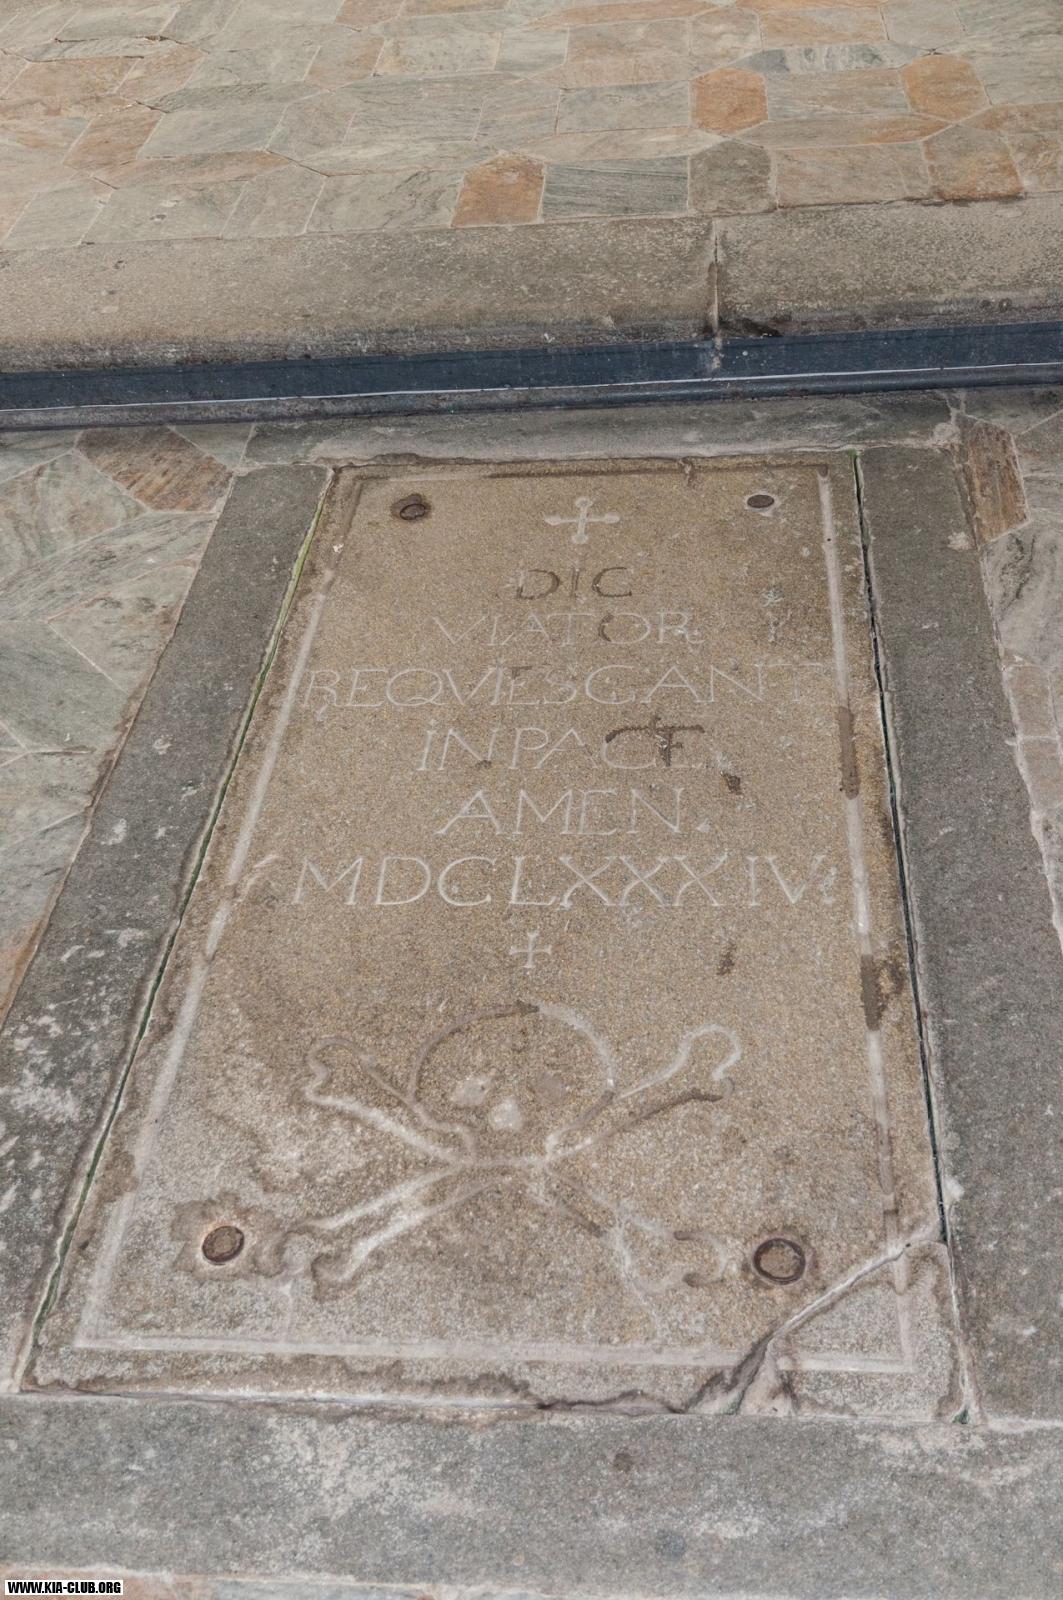 DIC
VIATOR
REQVIESCANT
IN PACE
AMEN
MDCLXXXIV
WWW.KIA-CLUB.ORG